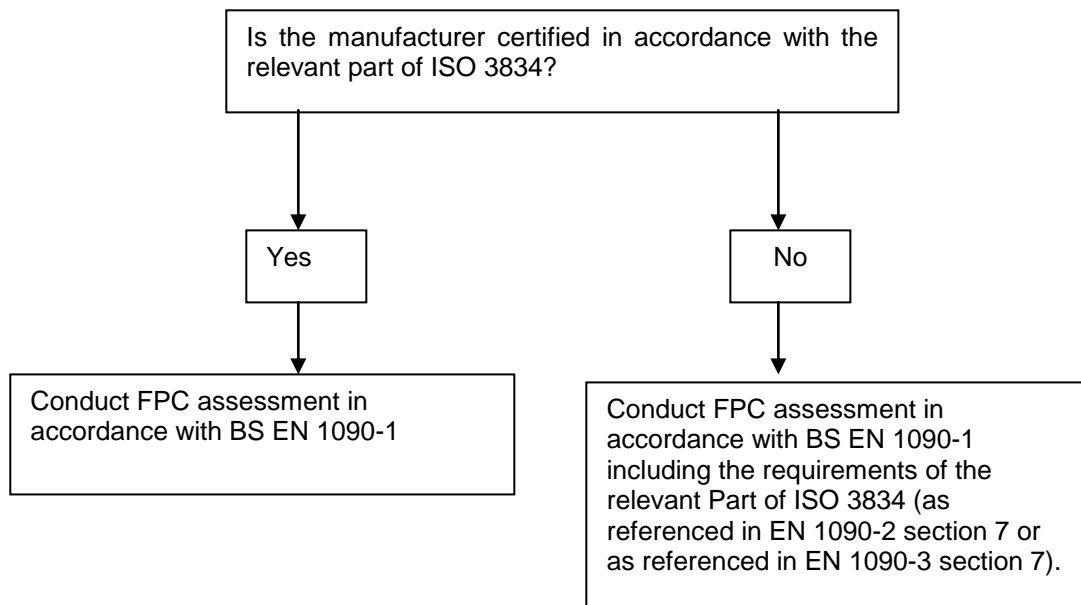 Is the manufacturer certified in accordance with the
relevant part of ISO 3834?
Yes
No
Conduct FPC assessment in
accordance with BS EN 1090-1
Conduct FPC assessment in
accordance with BS EN 1090-1
including the requirements of the
relevant Part of ISO 3834 (as
referenced in EN 1090-2 section 7 or
as referenced in EN 1090-3 section 7).